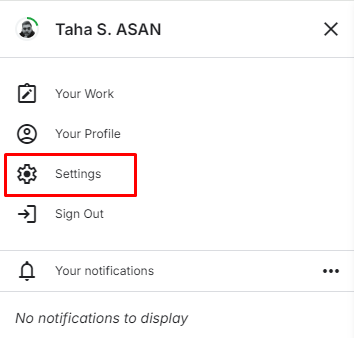 Taha S. ASAN
Your Work
Your Profile
Settings
Sign Out
Your notifications
No notifications to display